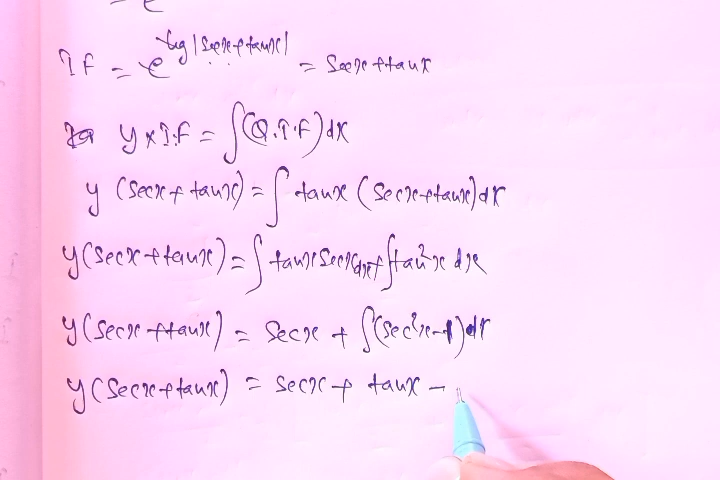 I f = e^log|secx+tanx| = secx+tanx
y x I.f = ∫(Q.I.f)dx
y (secx+tanx) = ∫ tanx (secx+tanx)dx
y(secx+tanx) = ∫ tanx secx dx + ∫tan²x dx
y(secx+tanx) = secx + ∫(sec²x-1)dx
y(secx+tanx) = secx + tanx -